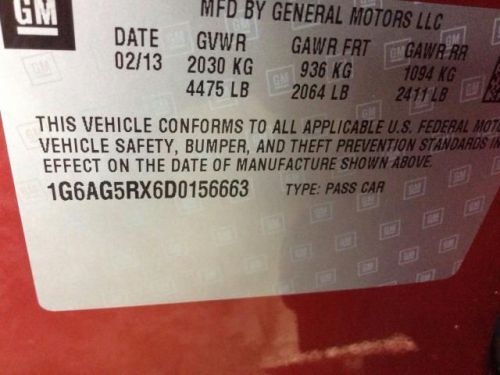 GM
MFD BY GENERAL MOTORS LLC
DATE GVWR GAWR FRT GAWR RR
02/13 2030 KG 936 KG 1094 KG
4475 LB 2064 LB 2411 LB
THIS VEHICLE CONFORMS TO ALL APPLICABLE U.S. FEDERAL
VEHICLE SAFETY, BUMPER, AND THEFT PREVENTION STANDARDS IN
EFFECT ON THE DATE OF MANUFACTURE SHOWN ABOVE.
1G6AG5RX6D0156663 TYPE: PASS CAR